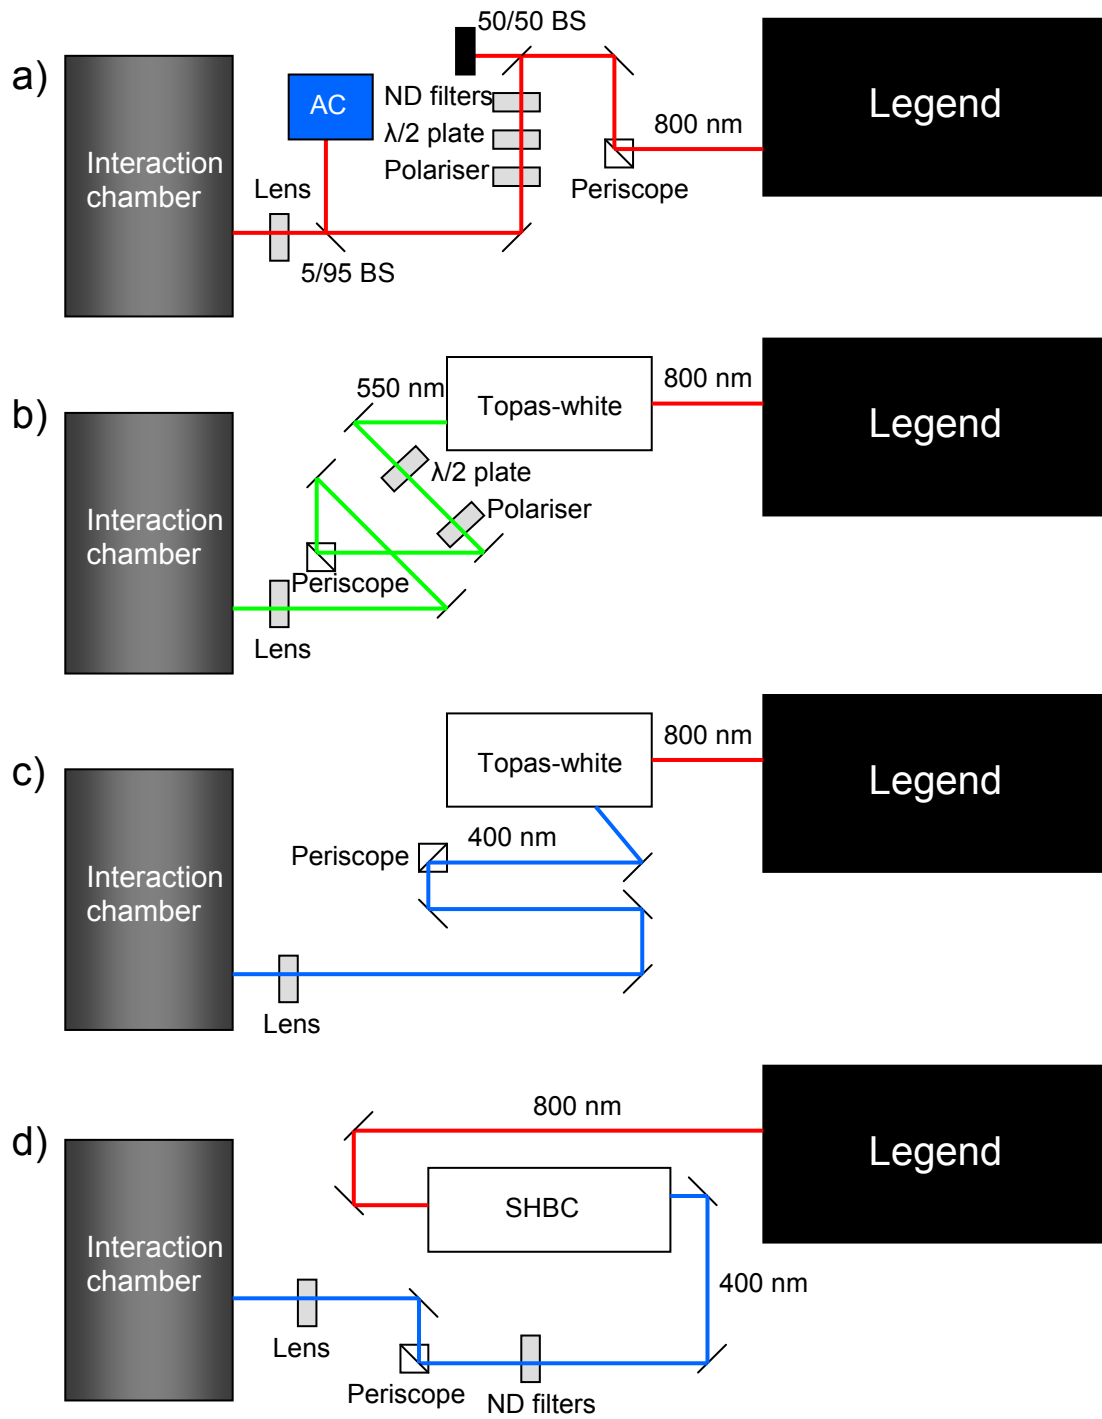 a)
50/50 BS
AC
ND filters
λ/2 plate
Polariser
800 nm
Legend
Periscope
Interaction
chamber
Lens
5/95 BS
b)
550 nm
Topas-white
800 nm
Legend
λ/2 plate
Polariser
Interaction
chamber
Periscope
Lens
c)
Topas-white
800 nm
Legend
Periscope
400 nm
Interaction
chamber
Lens
d)
800 nm
Legend
SHBC
Interaction
chamber
400 nm
Lens
Periscope
ND filters